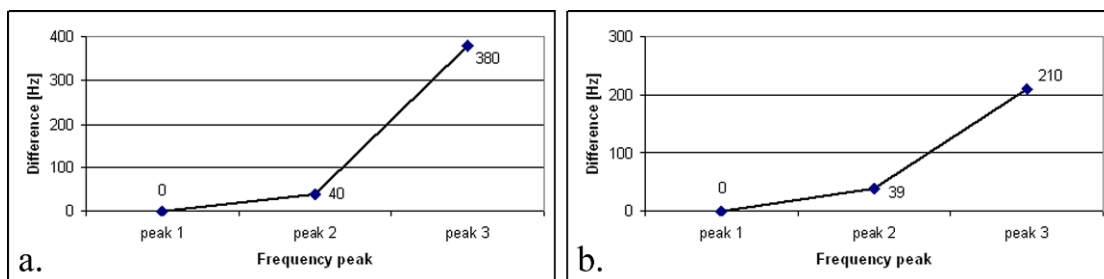 400
300
200
100
0
Difference [Hz]
0
40
380
peak 1 peak 2 peak 3
Frequency peak
a.
300
200
100
0
Difference [Hz]
0
39
210
peak 1 peak 2 peak 3
Frequency peak
b.